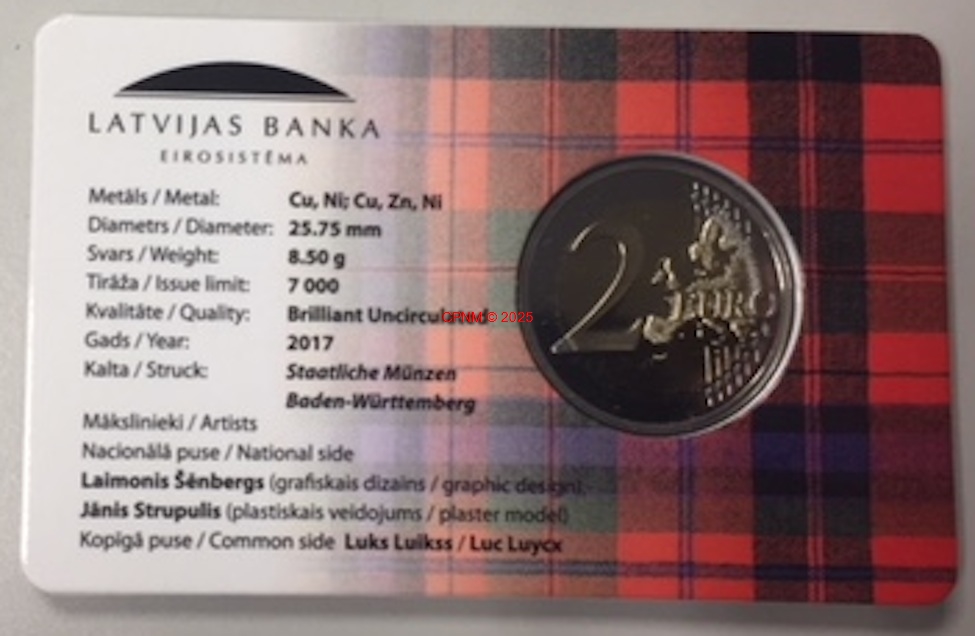 LATVIJAS BANKA
EIROSISTĒMA
Metāls / Metal: Cu, Ni; Cu, Zn, Ni
Diametrs / Diameter: 25.75 mm
Svars / Weight: 8.50 g
Tirāža / Issue limit: 7 000
Kvalitāte / Quality: Brilliant Uncirculated
Gads / Year: 2017
Kalta / Struck: Staatliche Münzen
Baden-Württemberg
Mākslinieki / Artists
Nacionālā puse / National side
Laimonis Šēnbergs (grafiskais dizains / graphic design),
Jānis Strupulis (plastiskais veidojums / plaster model)
Kopīgā puse / Common side Luks Luikss / Luc Luycx
2 EURO
© 2025